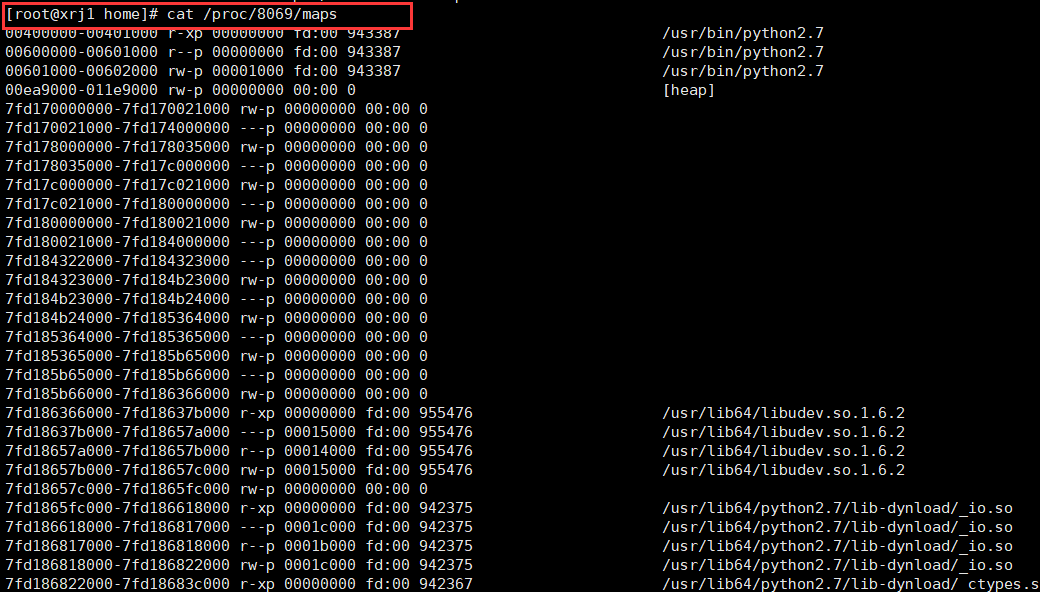 [root@xrj1 home]# cat /proc/8069/maps
00400000-00401000 r-xp 00000000 fd:00 943387 /usr/bin/python2.7
00600000-00601000 r--p 00000000 fd:00 943387 /usr/bin/python2.7
00601000-00602000 rw-p 00001000 fd:00 943387 /usr/bin/python2.7
00ea9000-011e9000 rw-p 00000000 00:00 0 [heap]
7fd170000000-7fd170021000 rw-p 00000000 00:00 0
7fd170021000-7fd174000000 ---p 00000000 00:00 0
7fd178000000-7fd178035000 rw-p 00000000 00:00 0
7fd178035000-7fd17c000000 ---p 00000000 00:00 0
7fd17c000000-7fd17c021000 rw-p 00000000 00:00 0
7fd17c021000-7fd180000000 ---p 00000000 00:00 0
7fd180000000-7fd180021000 rw-p 00000000 00:00 0
7fd180021000-7fd184000000 ---p 00000000 00:00 0
7fd184322000-7fd184323000 ---p 00000000 00:00 0
7fd184323000-7fd184b23000 rw-p 00000000 00:00 0
7fd184b23000-7fd184b24000 ---p 00000000 00:00 0
7fd184b24000-7fd185364000 rw-p 00000000 00:00 0
7fd185364000-7fd185365000 ---p 00000000 00:00 0
7fd185365000-7fd185b65000 rw-p 00000000 00:00 0
7fd185b65000-7fd185b66000 ---p 00000000 00:00 0
7fd185b66000-7fd186366000 rw-p 00000000 00:00 0
7fd186366000-7fd18637b000 r-xp 00000000 fd:00 955476 /usr/lib64/libudev.so.1.6.2
7fd18637b000-7fd18657a000 ---p 00015000 fd:00 955476 /usr/lib64/libudev.so.1.6.2
7fd18657a000-7fd18657b000 r--p 00014000 fd:00 955476 /usr/lib64/libudev.so.1.6.2
7fd18657b000-7fd18657c000 rw-p 00015000 fd:00 955476 /usr/lib64/libudev.so.1.6.2
7fd18657c000-7fd1865fc000 rw-p 00000000 00:00 0
7fd1865fc000-7fd186618000 r-xp 00000000 fd:00 942375 /usr/lib64/python2.7/lib-dynload/_io.so
7fd186618000-7fd186817000 ---p 0001c000 fd:00 942375 /usr/lib64/python2.7/lib-dynload/_io.so
7fd186817000-7fd186818000 r--p 0001b000 fd:00 942375 /usr/lib64/python2.7/lib-dynload/_io.so
7fd186818000-7fd186822000 rw-p 0001c000 fd:00 942375 /usr/lib64/python2.7/lib-dynload/_io.so
7fd186822000-7fd18683c000 r-xp 00000000 fd:00 942367 /usr/lib64/python2.7/lib-dynload/_ctypes.s